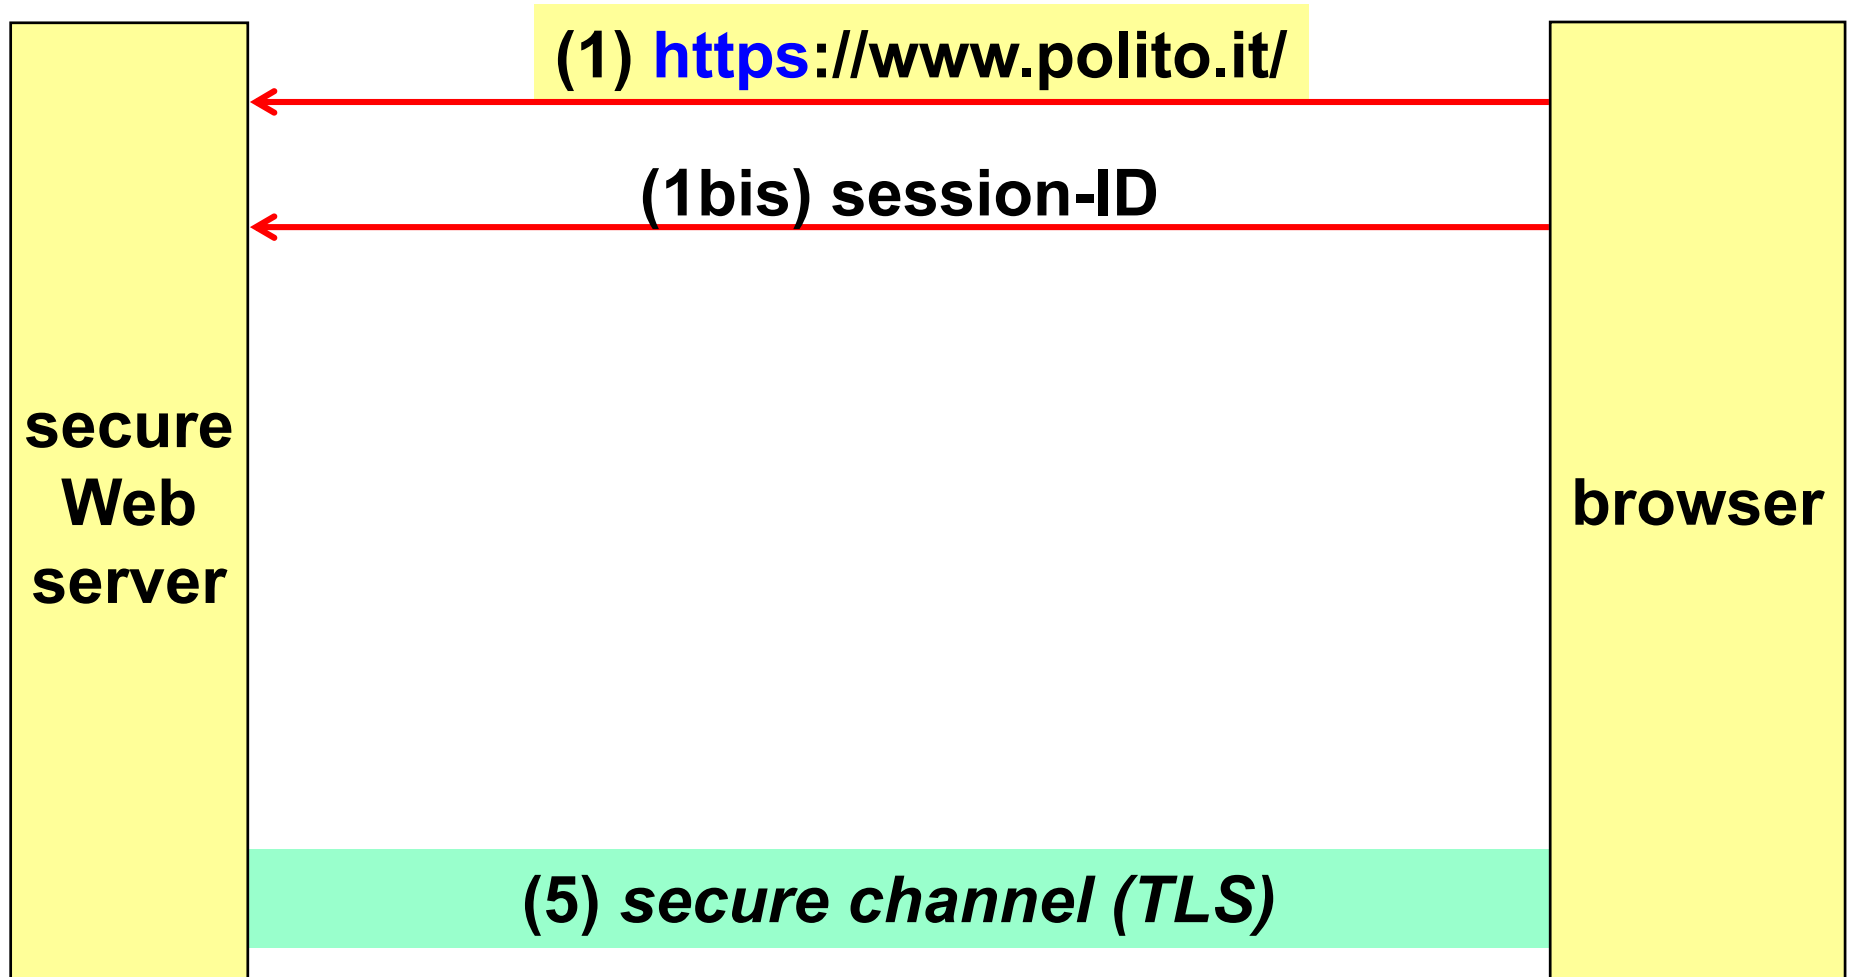 (1) https://www.polito.it/
(1bis) session-ID
secure
Web
server
browser
(5) secure channel (TLS)